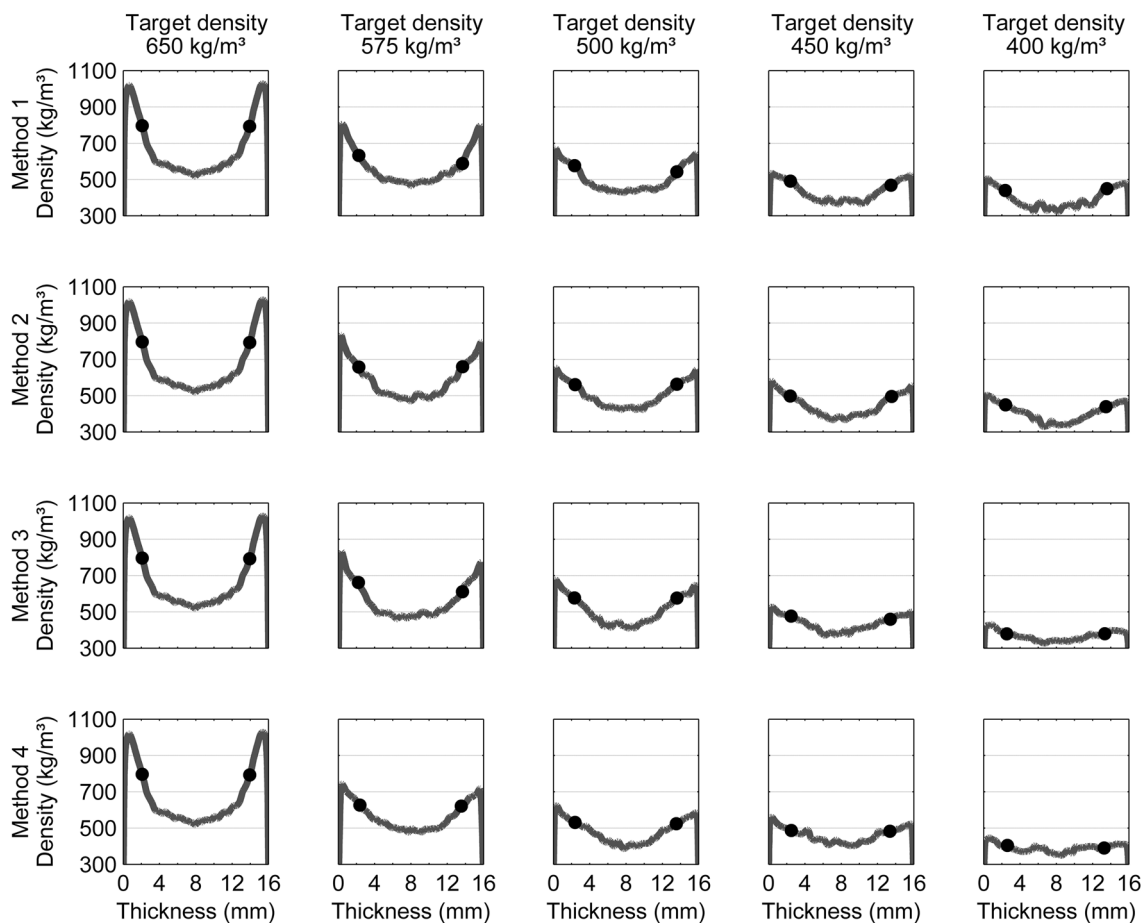 Target density Target density Target density Target density Target density
650 kg/m³ 575 kg/m³ 500 kg/m³ 450 kg/m³ 400 kg/m³
Method 1
Density (kg/m³)
1100
900
700
500
300
Method 2
Density (kg/m³)
1100
900
700
500
300
Method 3
Density (kg/m³)
1100
900
700
500
300
Method 4
Density (kg/m³)
1100
900
700
500
300
0 4 8 12 16 0 4 8 12 16 0 4 8 12 16 0 4 8 12 16 0 4 8 12 16
Thickness (mm) Thickness (mm) Thickness (mm) Thickness (mm) Thickness (mm)